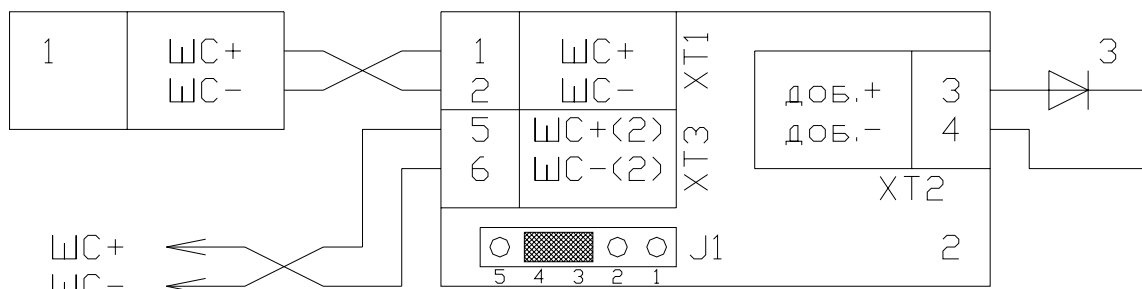 1 ШС+
ШС-
1 ШС+
2 ШС-
XT1
5 ШС+(2)
6 ШС-(2)
XT3
доб.+ 3
доб.- 4
XT2
3
ШС+
ШС-
J1
5 4 3 2 1
2